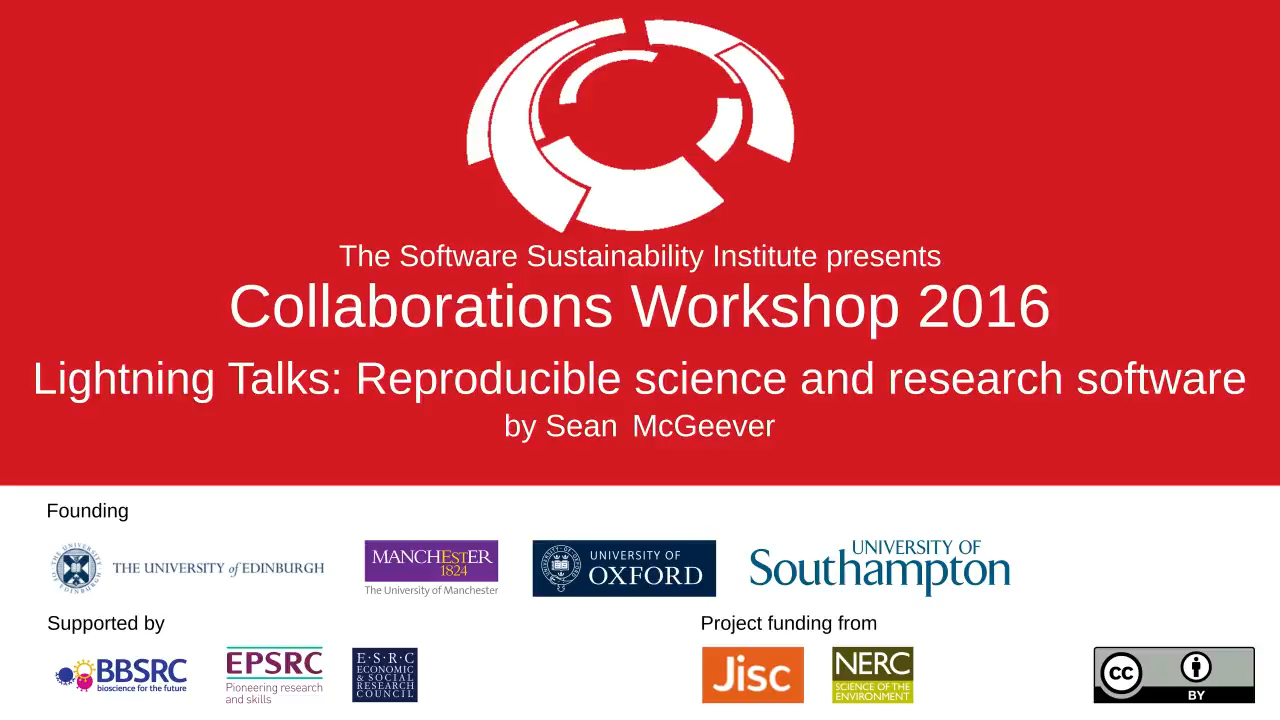 The Software Sustainability Institute presents
Collaborations Workshop 2016
Lightning Talks: Reproducible science and research software
by Sean McGeever
Founding
THE UNIVERSITY of EDINBURGH
MANCHESTER
1824
The University of Manchester
UNIVERSITY OF
OXFORD
UNIVERSITY OF
Southampton
Supported by
Project funding from
BBSRC
bioscience for the future
EPSRC
Pioneering research
and skills
E·S·R·C
ECONOMIC
& SOCIAL
RESEARCH
COUNCIL
Jisc
NERC
SCIENCE OF THE
ENVIRONMENT
CC
BY